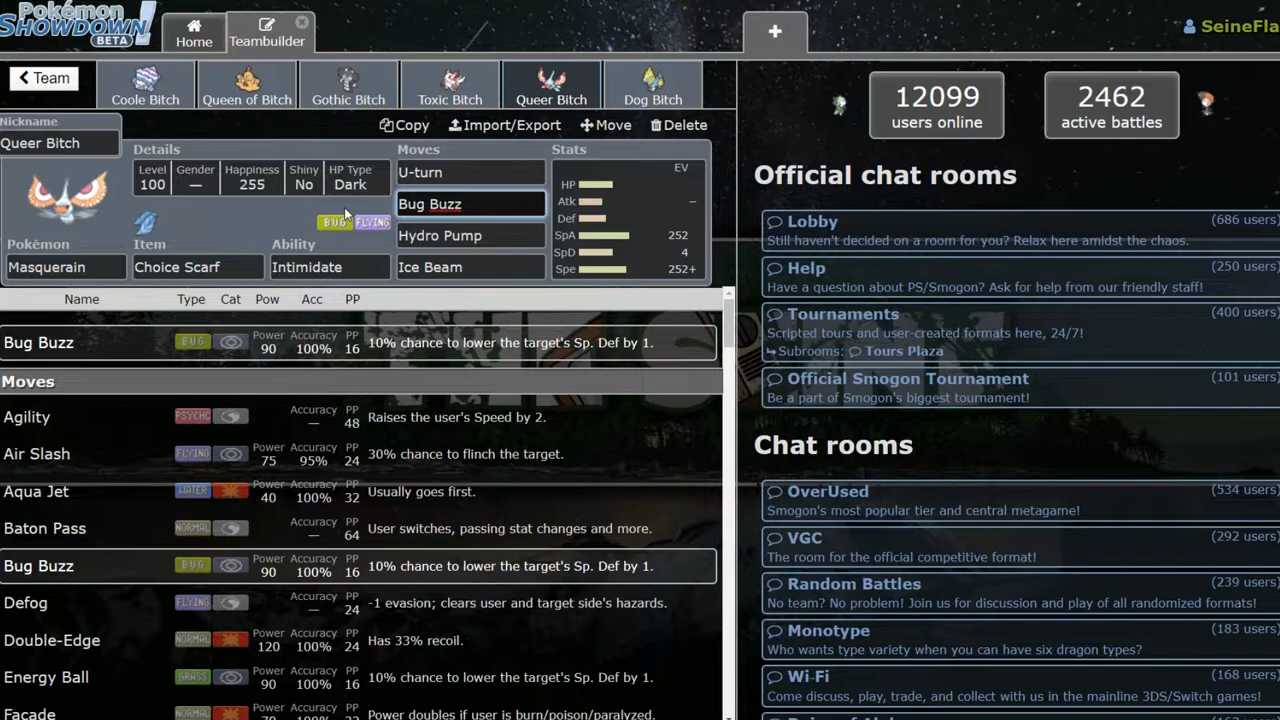 Pokémon
SHOWDOWN!
BETA
Home
Teambuilder
+
SeineFla
Team
Coole Bitch
Queen of Bitch
Gothic Bitch
Toxic Bitch
Queer Bitch
Dog Bitch
Copy Import/Export Move Delete
Nickname
Queer Bitch
Details
Level Gender Happiness Shiny HP Type
100 — 255 No Dark
BUG FLYING
Pokémon Item Ability
Masquerain Choice Scarf Intimidate
Moves
U-turn
Bug Buzz
Hydro Pump
Ice Beam
Stats
EV
HP
Atk –
Def
SpA 252
SpD 4
Spe 252+
Name Type Cat Pow Acc PP
Bug Buzz BUG Power 90 Accuracy 100% PP 16 10% chance to lower the target's Sp. Def by 1.
Moves
Agility PSYCHC Accuracy — PP 48 Raises the user's Speed by 2.
Air Slash FLYING Power 75 Accuracy 95% PP 24 30% chance to flinch the target.
Aqua Jet WATER Power 40 Accuracy 100% PP 32 Usually goes first.
Baton Pass NORMAL Accuracy — PP 64 User switches, passing stat changes and more.
Bug Buzz BUG Power 90 Accuracy 100% PP 16 10% chance to lower the target's Sp. Def by 1.
Defog FLYING Accuracy — PP 24 -1 evasion; clears user and target side's hazards.
Double-Edge NORMAL Power 120 Accuracy 100% PP 24 Has 33% recoil.
Energy Ball GRASS Power 90 Accuracy 100% PP 16 10% chance to lower the target's Sp. Def by 1.
Facade NORMAL Power 70 Accuracy 100% PP 32 Power doubles if user is burn/poison/paralyzed.
12099
users online
2462
active battles
Official chat rooms
Lobby (686 users)
Still haven't decided on a room for you? Relax here amidst the chaos.
Help (250 users)
Have a question about PS/Smogon? Ask for help from our friendly staff!
Tournaments (400 users)
Scripted tours and user-created formats here, 24/7!
Subrooms: Tours Plaza
Official Smogon Tournament (101 users)
Be a part of Smogon's biggest tournament!
Chat rooms
OverUsed (534 users)
Smogon's most popular tier and central metagame!
VGC (292 users)
The room for the official competitive format!
Random Battles (239 users)
No team? No problem! Join us for discussion and play of all randomized formats!
Monotype (183 users)
Who wants type variety when you can have six dragon types?
Wi-Fi (168 users)
Come discuss, play, trade, and collect with us in the mainline 3DS/Switch games!